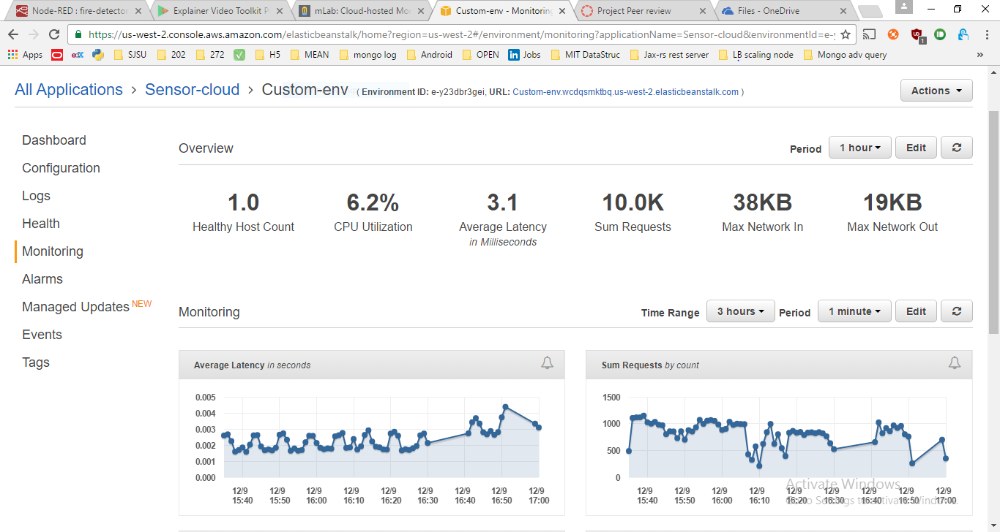 Node-RED : fire-detector
Explainer Video Toolkit P
mLab: Cloud-hosted Mo
Custom-env - Monitoring
Project Peer review
Files - OneDrive
https://us-west-2.console.aws.amazon.com/elasticbeanstalk/home?region=us-west-2#/environment/monitoring?applicationName=Sensor-cloud&environmentId=e-y
1
Apps edX SJSU 202 272 H5 MEAN mongo log Android OPEN in Jobs MIT DataStruc Jax-rs rest server LB scaling node Mongo adv query »
All Applications > Sensor-cloud > Custom-env ( Environment ID: e-y23dbr3gei, URL: Custom-env.wcdqsmktbq.us-west-2.elasticbeanstalk.com )
Actions
Dashboard
Configuration
Logs
Health
Monitoring
Alarms
Managed Updates NEW
Events
Tags
Overview
Period 1 hour Edit
1.0 6.2% 3.1 10.0K 38KB 19KB
Healthy Host Count CPU Utilization Average Latency Sum Requests Max Network In Max Network Out
in Milliseconds
Monitoring
Time Range 3 hours Period 1 minute Edit
Average Latency in seconds
0.005
0.004
0.003
0.002
0.001
0.000
12/9 12/9 12/9 12/9 12/9 12/9 12/9 12/9 12/9
15:40 15:50 16:00 16:10 16:20 16:30 16:40 16:50 17:00
Sum Requests by count
1500
1000
500
0
12/9 12/9 12/9 12/9 12/9 12/9 12/9 12/9 12/9
15:40 15:50 16:00 16:10 16:20 16:30 16:40 16:50 17:00
Activate Windows
Go to Settings to activate Windows.